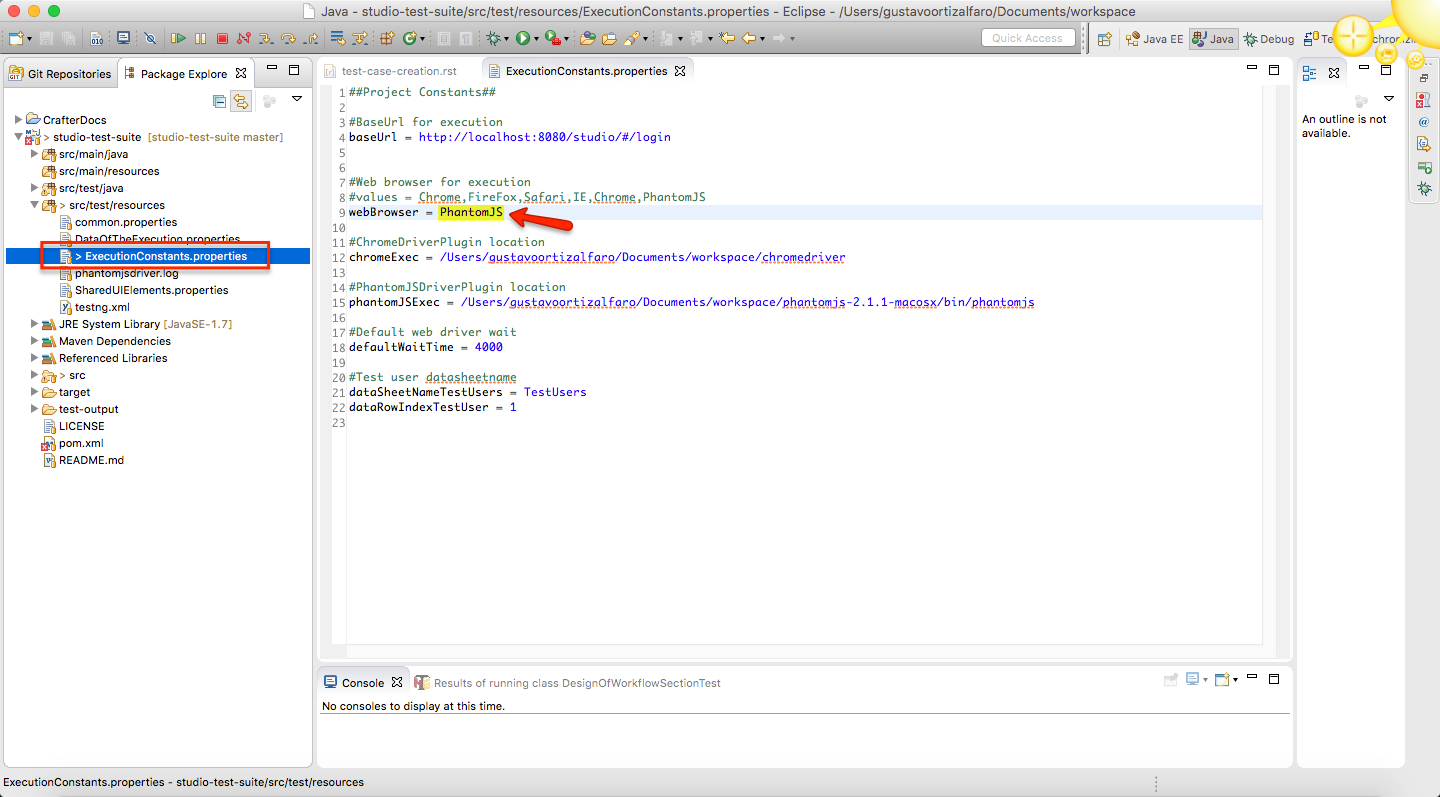 Java - studio-test-suite/src/test/resources/ExecutionConstants.properties - Eclipse - /Users/gustavoortizalfaro/Documents/workspace
010
Quick Access
Java EE
Java
Debug
GIT
Git Repositories
Package Explore
CrafterDocs
> studio-test-suite [studio-test-suite master]
src/main/java
src/main/resources
src/test/java
> src/test/resources
common.properties
DataOfTheExecution.properties
> ExecutionConstants.properties
phantomjsdriver.log
SharedUIElements.properties
testng.xml
JRE System Library [JavaSE-1.7]
Maven Dependencies
Referenced Libraries
> src
target
test-output
LICENSE
pom.xml
README.md
test-case-creation.rst
ExecutionConstants.properties
1 ##Project Constants##
2
3 #BaseUrl for execution
4 baseUrl = http://localhost:8080/studio/#/login
5
6
7 #Web browser for execution
8 #values = Chrome,FireFox,Safari,IE,Chrome,PhantomJS
9 webBrowser = PhantomJS
10
11 #ChromeDriverPlugin location
12 chromeExec = /Users/gustavoortizalfaro/Documents/workspace/chromedriver
13
14 #PhantomJSDriverPlugin location
15 phantomJSExec = /Users/gustavoortizalfaro/Documents/workspace/phantomjs-2.1.1-macosx/bin/phantomjs
16
17 #Default web driver wait
18 defaultWaitTime = 4000
19
20 #Test user datasheetname
21 dataSheetNameTestUsers = TestUsers
22 dataRowIndexTestUser = 1
23
An outline is not
available.
Console
Results of running class DesignOfWorkflowSectionTest
No consoles to display at this time.
ExecutionConstants.properties - studio-test-suite/src/test/resources